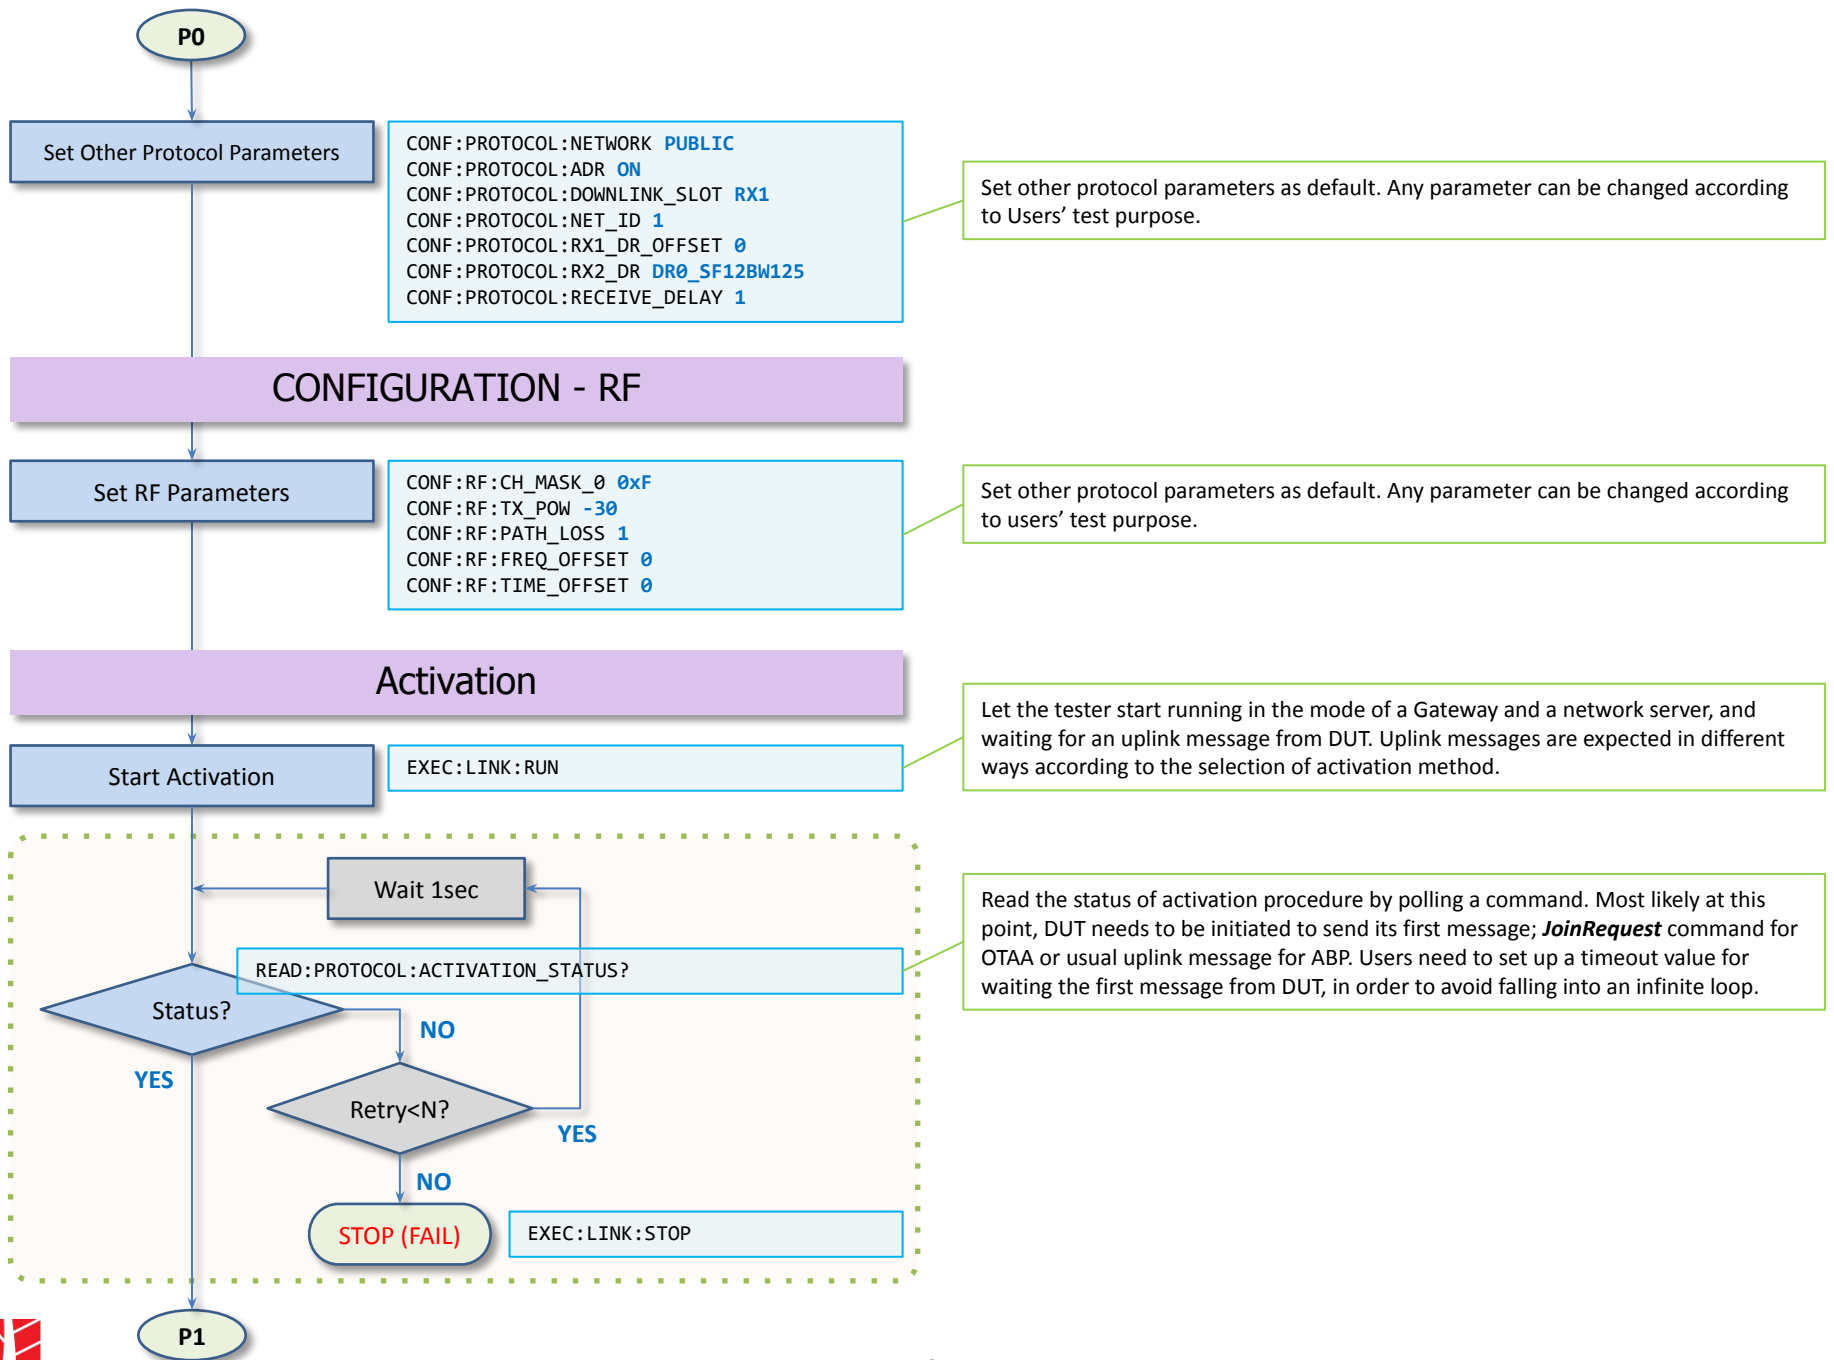 P0
Set Other Protocol Parameters
CONF:PROTOCOL:NETWORK PUBLIC
CONF:PROTOCOL:ADR ON
CONF:PROTOCOL:DOWNLINK_SLOT RX1
CONF:PROTOCOL:NET_ID 1
CONF:PROTOCOL:RX1_DR_OFFSET 0
CONF:PROTOCOL:RX2_DR DR0_SF12BW125
CONF:PROTOCOL:RECEIVE_DELAY 1
Set other protocol parameters as default. Any parameter can be changed according
to Users’ test purpose.
CONFIGURATION - RF
Set RF Parameters
CONF:RF:CH_MASK_0 0xF
CONF:RF:TX_POW -30
CONF:RF:PATH_LOSS 1
CONF:RF:FREQ_OFFSET 0
CONF:RF:TIME_OFFSET 0
Set other protocol parameters as default. Any parameter can be changed according
to users’ test purpose.
Activation
Start Activation
EXEC:LINK:RUN
Let the tester start running in the mode of a Gateway and a network server, and
waiting for an uplink message from DUT. Uplink messages are expected in different
ways according to the selection of activation method.
Wait 1sec
READ:PROTOCOL:ACTIVATION_STATUS?
Read the status of activation procedure by polling a command. Most likely at this
point, DUT needs to be initiated to send its first message; JoinRequest command for
OTAA or usual uplink message for ABP. Users need to set up a timeout value for
waiting the first message from DUT, in order to avoid falling into an infinite loop.
Status?
NO
YES
Retry<N?
YES
NO
STOP (FAIL)
EXEC:LINK:STOP
P1